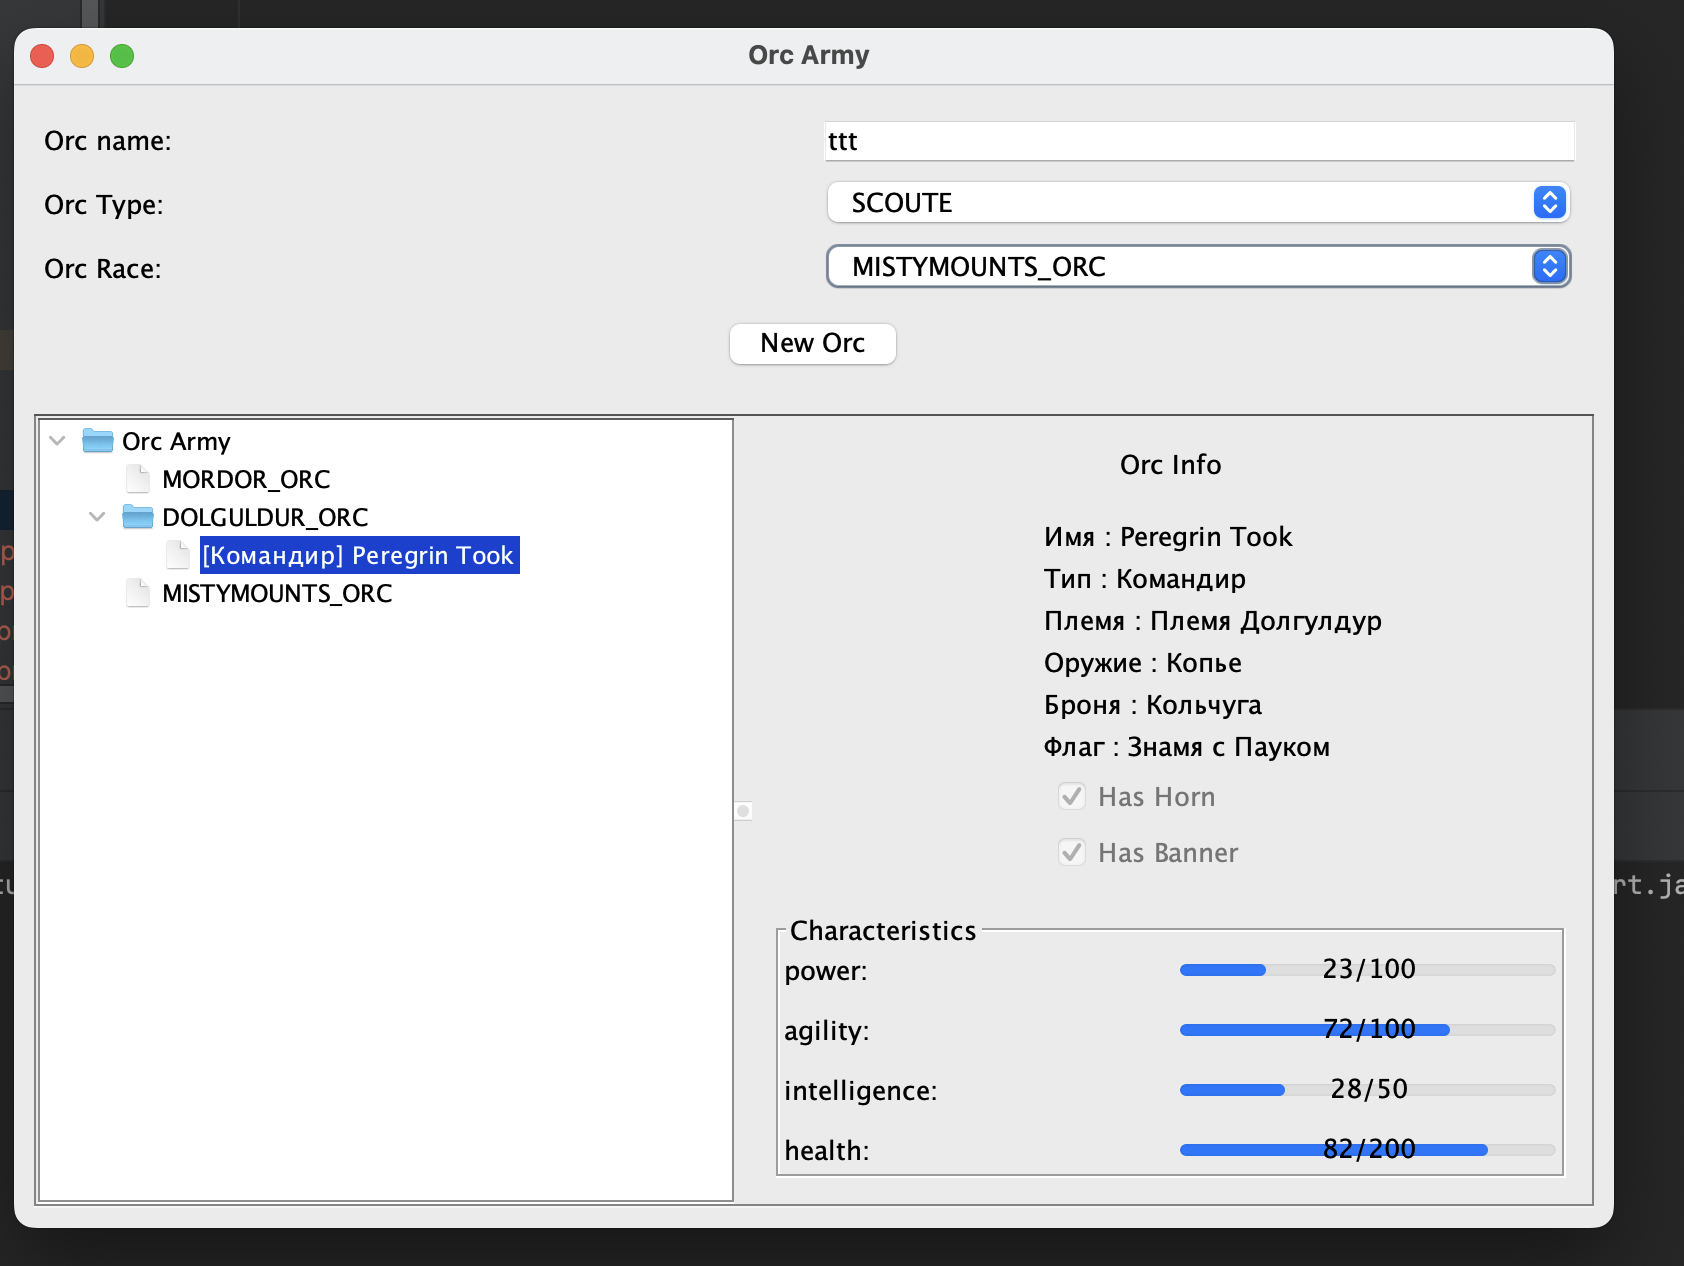 Orc Army
Orc name:
ttt
Orc Type:
SCOUTE
Orc Race:
MISTYMOUNTS_ORC
New Orc
Orc Army
MORDOR_ORC
DOLGULDUR_ORC
[Командир] Peregrin Took
MISTYMOUNTS_ORC
Orc Info
Имя : Peregrin Took
Тип : Командир
Племя : Племя Долгулдур
Оружие : Копье
Броня : Кольчуга
Флаг : Знамя с Пауком
Has Horn
Has Banner
Characteristics
power:
23/100
agility:
72/100
intelligence:
28/50
health:
82/200